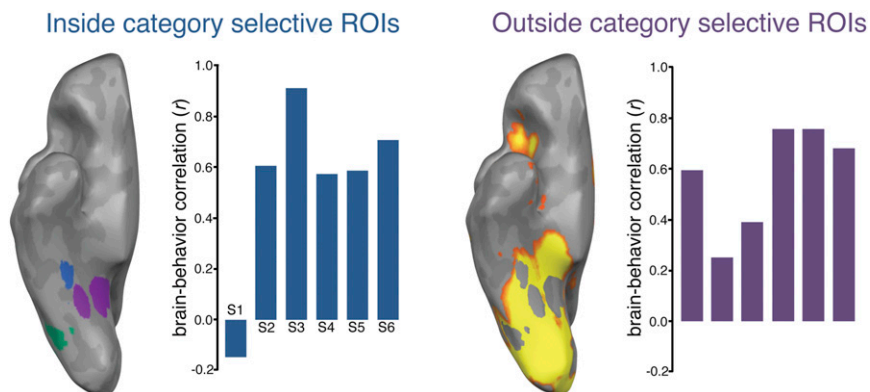 Inside category selective ROIs
brain-behavior correlation (r)
1.0
0.8
0.6
0.4
0.2
0.0
-0.2
S1
S2 S3 S4 S5 S6
Outside category selective ROIs
brain-behavior correlation (r)
1.0
0.8
0.6
0.4
0.2
0.0
-0.2